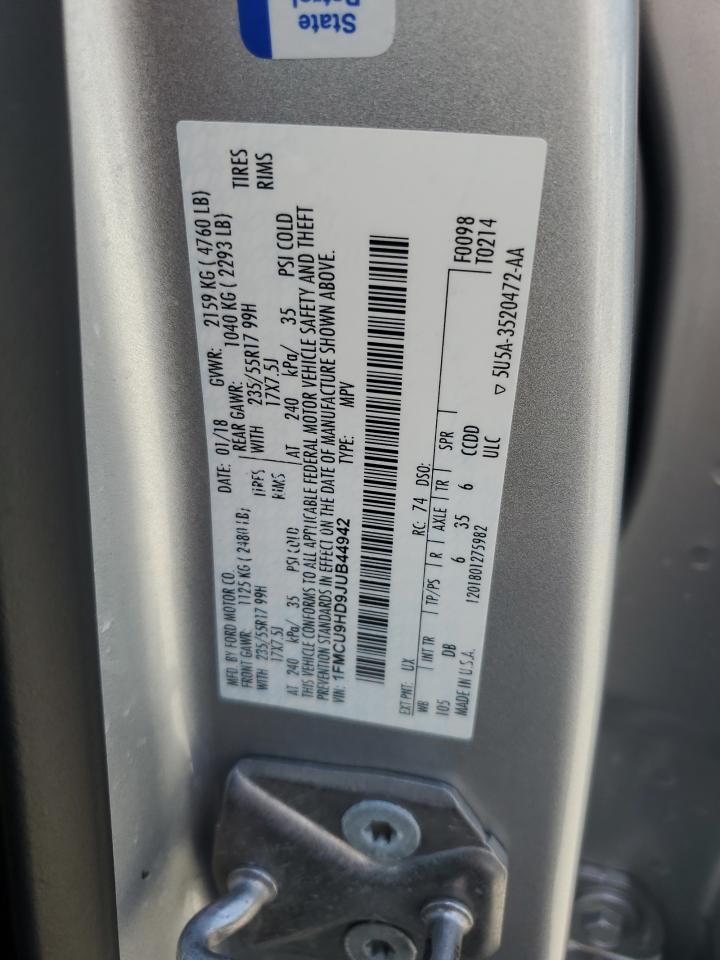 State
Patrol
MFD. BY FORD MOTOR CO.
DATE: 01/18 GVWR: 2159 KG ( 4760 LB)
FRONT GAWR: 1125 KG ( 2480 LB) REAR GAWR: 1040 KG ( 2293 LB)
WITH 235/55R17 99H TIRES WITH 235/55R17 99H TIRES
17X7.5J RIMS 17X7.5J RIMS
AT 240 kPa/ 35 PSI COLD AT 240 kPa/ 35 PSI COLD
THIS VEHICLE CONFORMS TO ALL APPLICABLE FEDERAL MOTOR VEHICLE SAFETY AND THEFT
PREVENTION STANDARDS IN EFFECT ON THE DATE OF MANUFACTURE SHOWN ABOVE.
VIN: 1FMCU9HD9JUB44942 TYPE: MPV
EXT PNT: UX RC: 74 DSO: F0098
WB INT TR TP/PS R AXLE TR SPR T0214
105 DB 6 35 6 CCDD
MADE IN U.S.A. 1201801275982 ULC ▽ 5U5A-3520472-AA